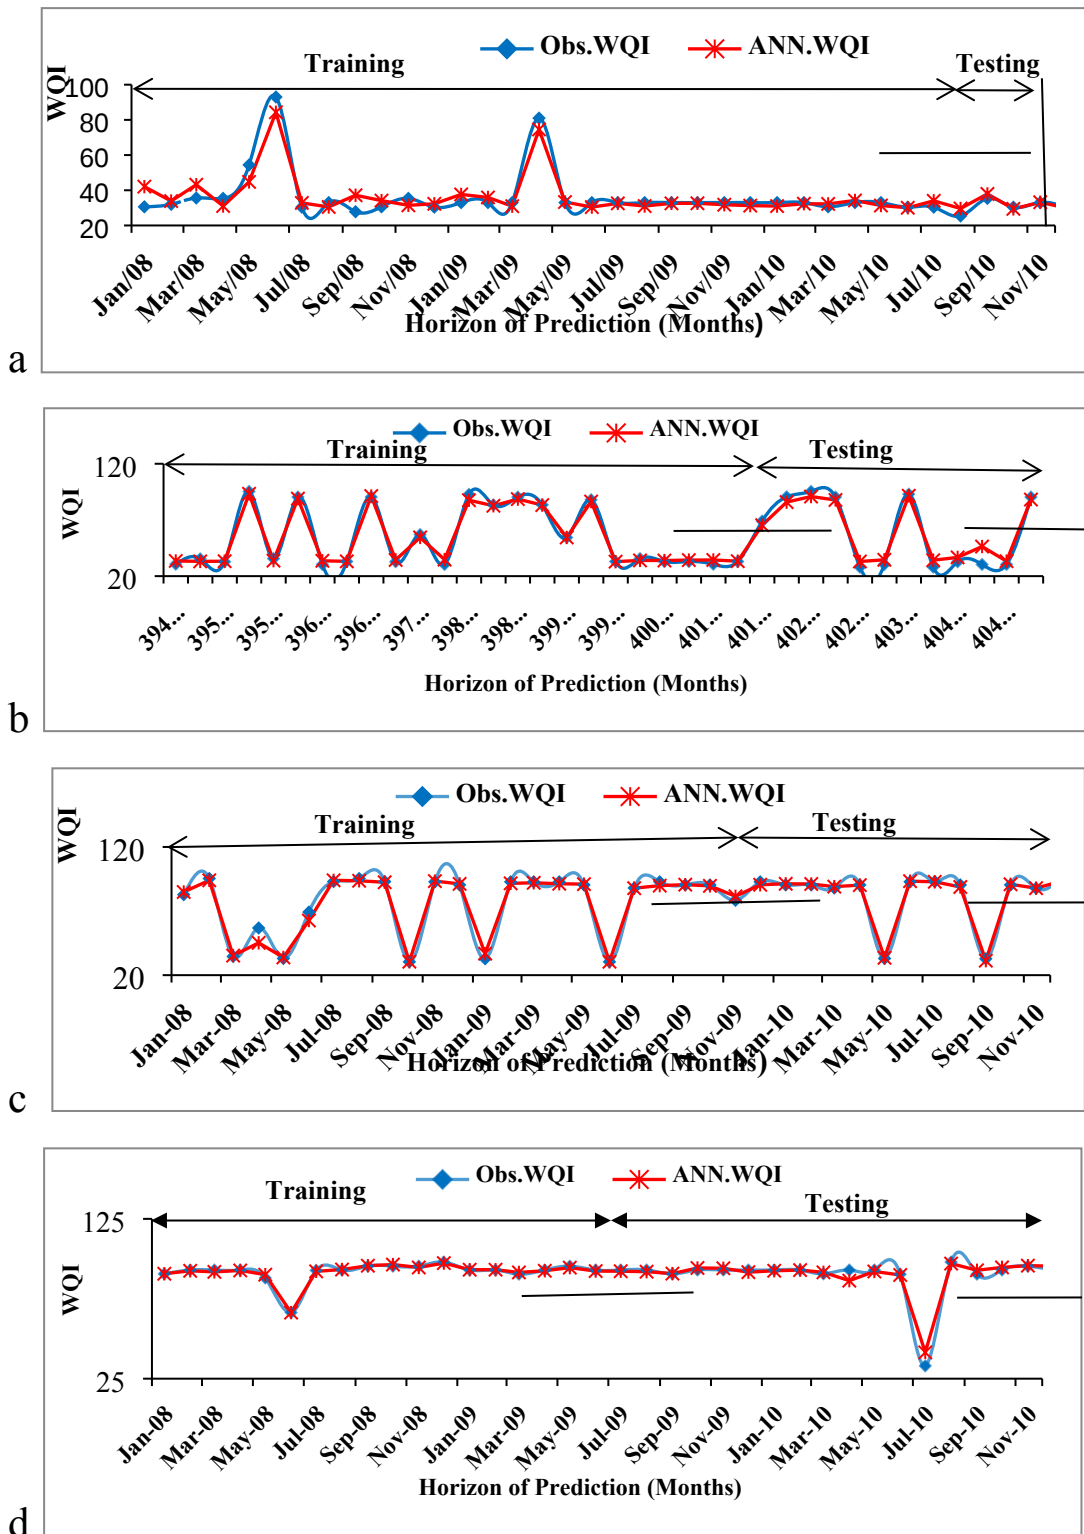 Obs.WQI ANN.WQI
Training Testing
WQI
100
80
60
40
20
Jan/08 Mar/08 May/08 Jul/08 Sep/08 Nov/08 Jan/09 Mar/09 May/09 Jul/09 Sep/09 Nov/09 Jan/10 Mar/10 May/10 Jul/10 Sep/10 Nov/10
Horizon of Prediction (Months)
a
Obs.WQI ANN.WQI
Training Testing
WQI
120
20
394... 395... 395... 396... 396... 397... 398... 398... 399... 399... 400... 401... 401... 402... 402... 403... 404... 404...
Horizon of Prediction (Months)
b
Obs.WQI ANN.WQI
Training Testing
WQI
120
20
Jan-08 Mar-08 May-08 Jul-08 Sep-08 Nov-08 Jan-09 Mar-09 May-09 Jul-09 Sep-09 Nov-09 Jan-10 Mar-10 May-10 Jul-10 Sep-10 Nov-10
Horizon of Prediction (Months)
c
Obs.WQI ANN.WQI
Training Testing
WQI
125
25
Jan-08 Mar-08 May-08 Jul-08 Sep-08 Nov-08 Jan-09 Mar-09 May-09 Jul-09 Sep-09 Nov-09 Jan-10 Mar-10 May-10 Jul-10 Sep-10 Nov-10
Horizon of Prediction (Months)
d